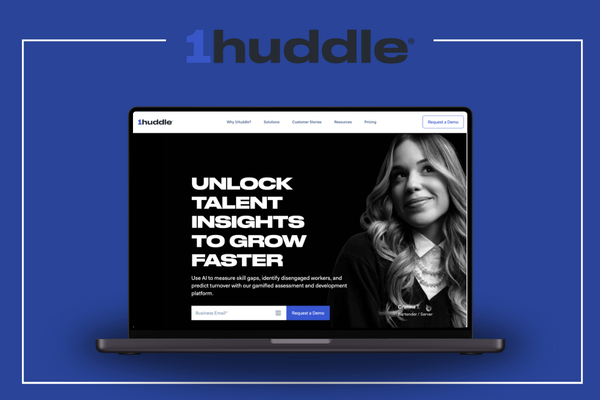 1huddle®
1huddle®
Why 1Huddle? Solutions Customer Stories Resources Pricing Request a Demo
UNLOCK
TALENT
INSIGHTS
TO GROW
FASTER
Use AI to measure skill gaps, identify disengaged workers, and
predict turnover with our gamified assessment and development
platform.
Business Email* Request a Demo
Bartender / Server